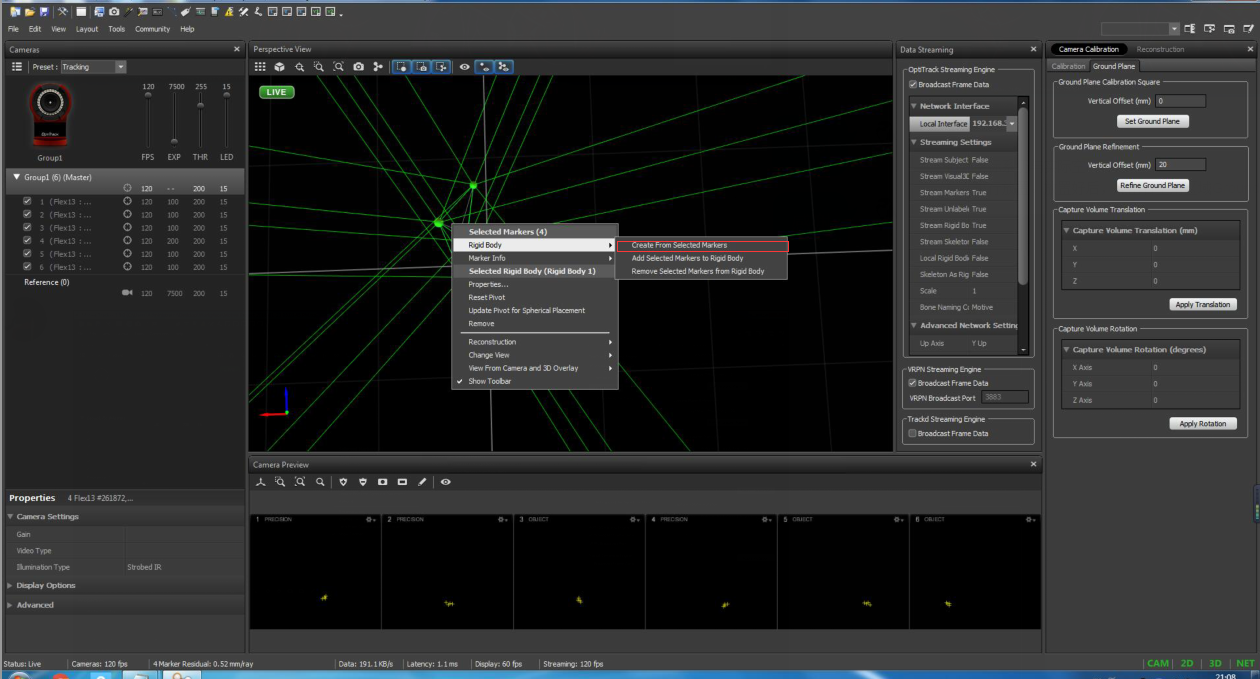 File Edit View Layout Tools Community Help
Cameras
Preset : Tracking
120 7500 255 15
Group1
FPS EXP THR LED
Group1 (6) (Master)
120 -- 200 15
1 (Flex13 :... 120 100 200 15
2 (Flex13 :... 120 100 200 15
3 (Flex13 :... 120 100 200 15
4 (Flex13 :... 120 200 200 15
5 (Flex13 :... 120 100 200 15
6 (Flex13 :... 120 100 200 15
Reference (0)
120 7500 200 15
Properties 4 Flex13 #261872,...
Camera Settings
Gain
Video Type
Illumination Type Strobed IR
Display Options
Advanced
Perspective View
LIVE
Selected Markers (4)
Rigid Body
Marker Info
Selected Rigid Body (Rigid Body 1)
Properties...
Reset Pivot
Update Pivot for Spherical Placement
Remove
Reconstruction
Change View
View From Camera and 3D Overlay
Show Toolbar
Create From Selected Markers
Add Selected Markers to Rigid Body
Remove Selected Markers from Rigid Body
Camera Preview
1 PRECISION
2 PRECISION
3 OBJECT
4 PRECISION
5 OBJECT
6 OBJECT
Data Streaming
OptiTrack Streaming Engine
Broadcast Frame Data
Network Interface
Local Interface 192.168.
Streaming Settings
Stream Subject False
Stream Visual3D False
Stream Markers True
Stream Unlabele True
Stream Rigid Bo True
Stream Skeleton False
Local Rigid Bodi False
Skeleton As Rig False
Scale 1
Bone Naming Co Motive
Advanced Network Setting
Up Axis Y Up
VRPN Streaming Engine
Broadcast Frame Data
VRPN Broadcast Port 3883
Trackd Streaming Engine
Broadcast Frame Data
Camera Calibration Reconstruction
Calibration Ground Plane
Ground Plane Calibration Square
Vertical Offset (mm) 0
Set Ground Plane
Ground Plane Refinement
Vertical Offset (mm) 20
Refine Ground Plane
Capture Volume Translation
Capture Volume Translation (mm)
X 0
Y 0
Z 0
Apply Translation
Capture Volume Rotation
Capture Volume Rotation (degrees)
X Axis 0
Y Axis 0
Z Axis 0
Apply Rotation
Status: Live Cameras: 120 fps 4 Marker Residual: 0.52 mm/ray Data: 191.1 KB/s Latency: 1.1 ms Display: 60 fps Streaming: 120 fps CAM | 2D | 3D | NET
21:08